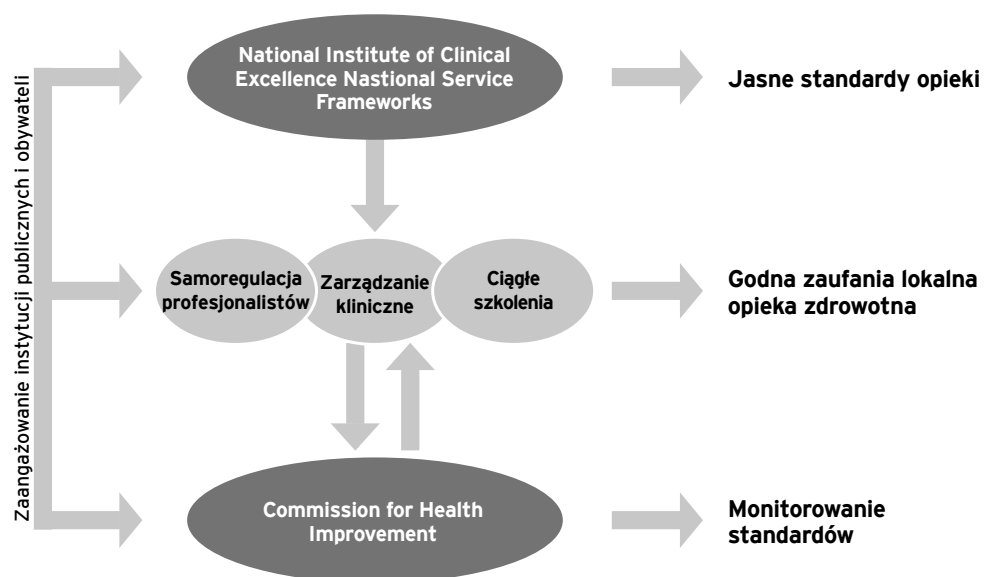 Zaangażowanie instytucji publicznych i obywateli
National Institute of Clinical
Excellence Nastional Service
Frameworks
Jasne standardy opieki
Samoregulacja
profesjonalistów
Zarządzanie
kliniczne
Ciągłe
szkolenia
Godna zaufania lokalna
opieka zdrowotna
Commission for Health
Improvement
Monitorowanie
standardów